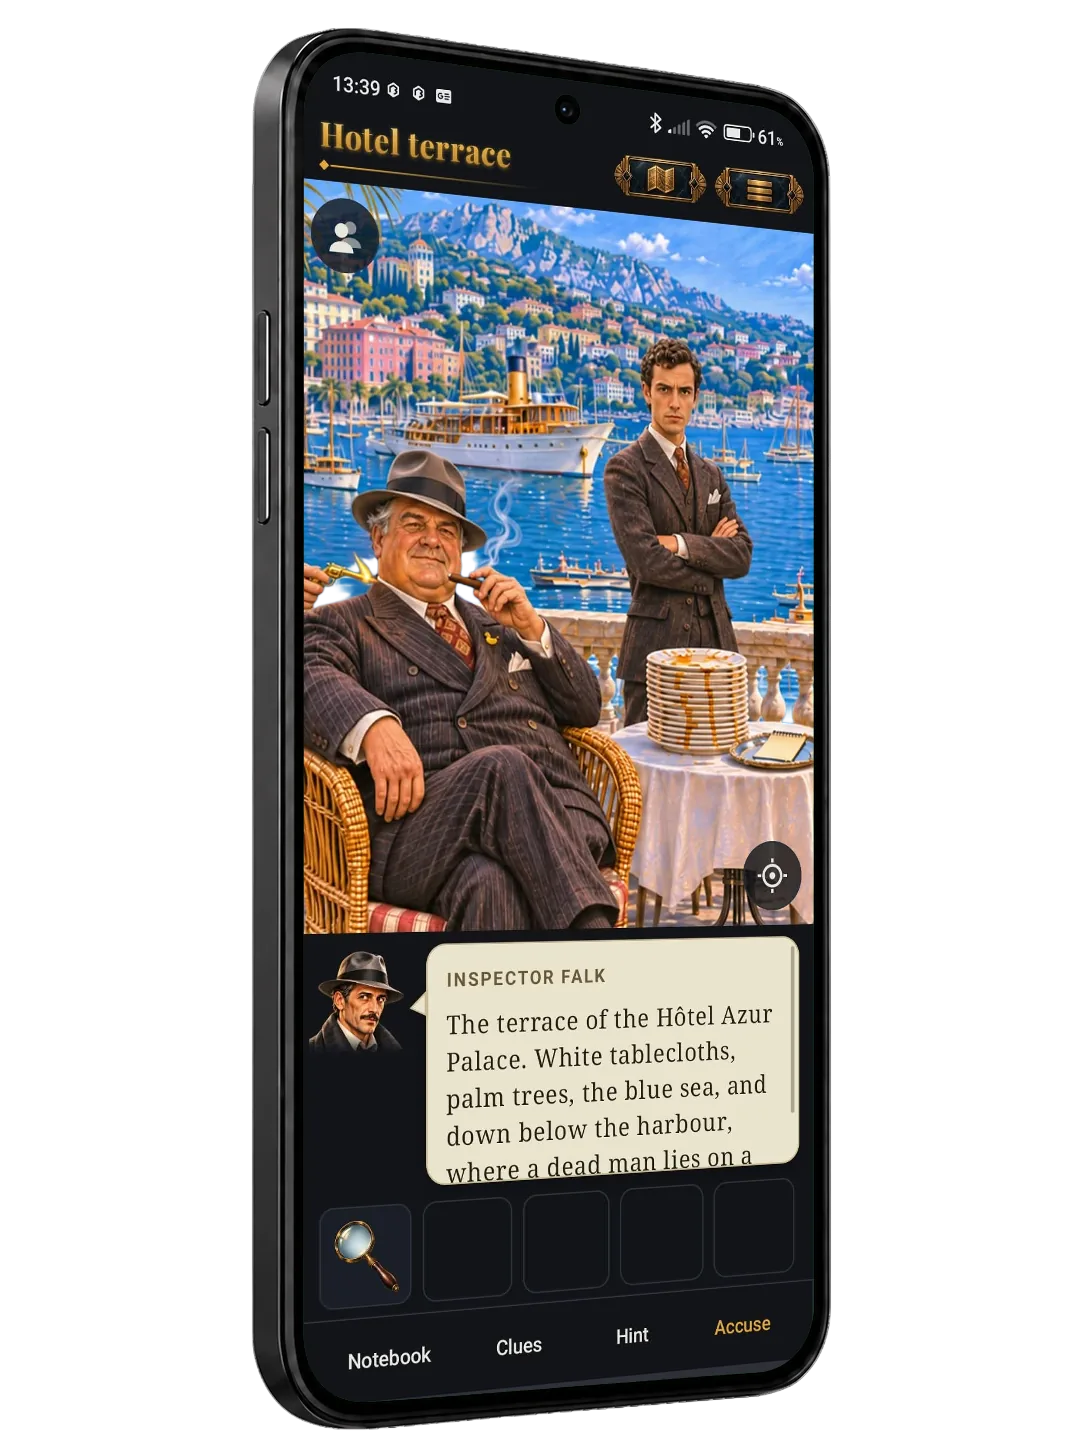 13:39
61%
Hotel terrace
INSPECTOR FALK
The terrace of the Hôtel Azur
Palace. White tablecloths,
palm trees, the blue sea, and
down below the harbour,
where a dead man lies on a
Notebook
Clues
Hint
Accuse